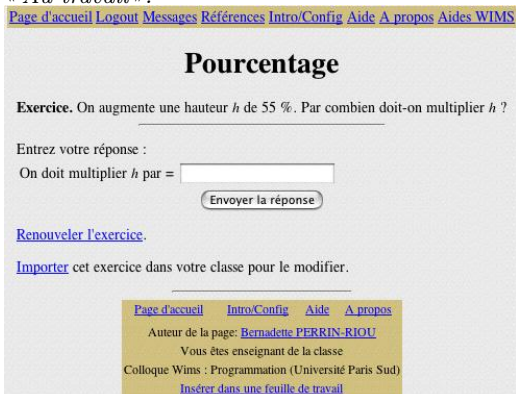 « Au travail ».
Page d'accueil Logout Messages Références Intro/Config Aide A propos Aides WIMS
Pourcentage
Exercice. On augmente une hauteur h de 55 %. Par combien doit-on multiplier h ?
Entrez votre réponse :
On doit multiplier h par =
Envoyer la réponse
Renouveler l'exercice.
Importer cet exercice dans votre classe pour le modifier.
Page d'accueil Intro/Config Aide A propos
Auteur de la page: Bernadette PERRIN-RIOU
Vous êtes enseignant de la classe
Colloque Wims : Programmation (Université Paris Sud)
Insérer dans une feuille de travail